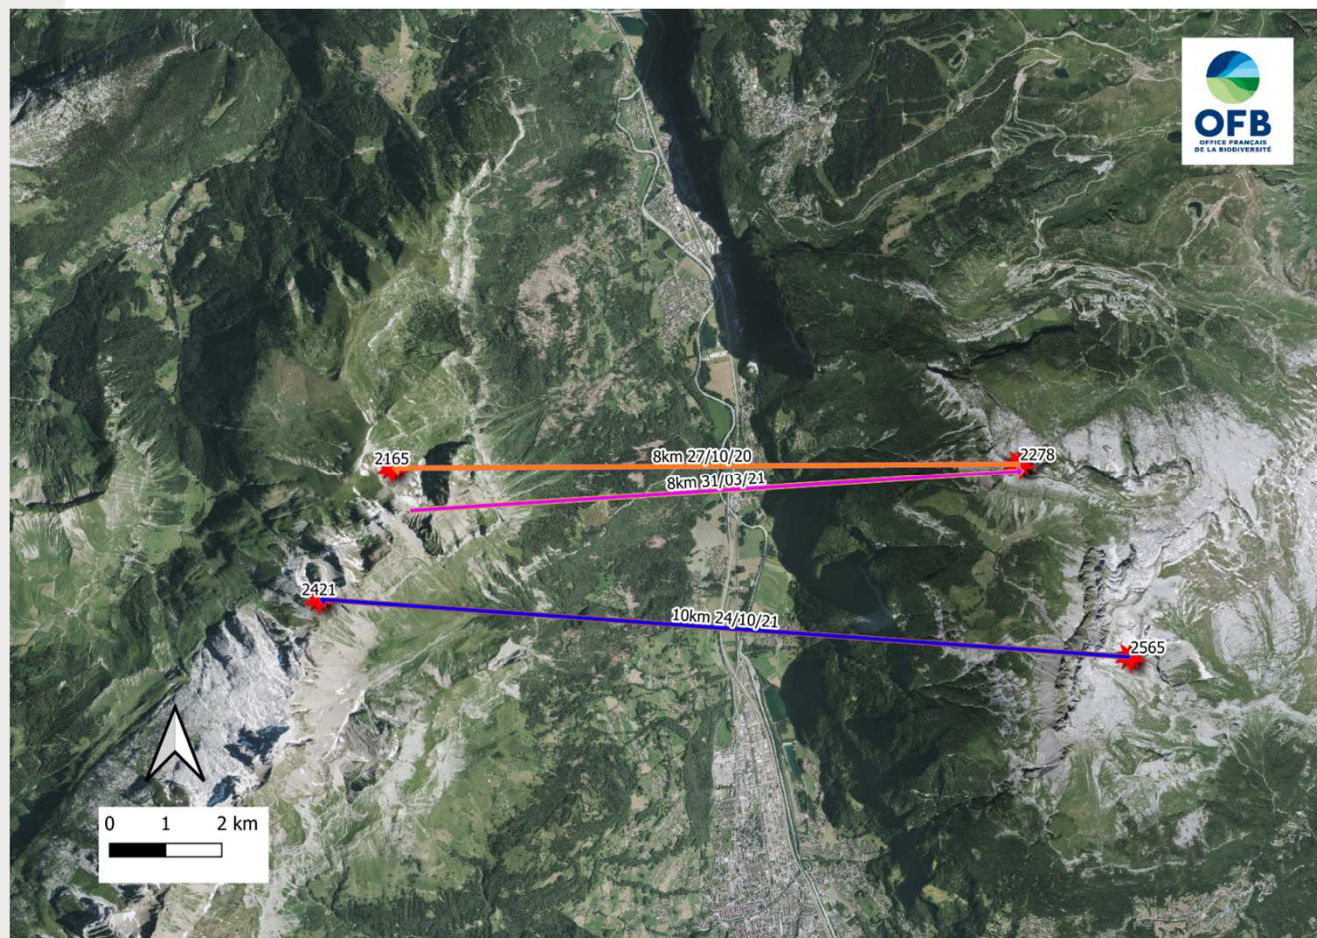 OFB
OFFICE FRANÇAIS
DE LA BIODIVERSITÉ
2165
8km 27/10/20
2278
8km 31/03/21
2421
10km 24/10/21
2565
0 1 2 km